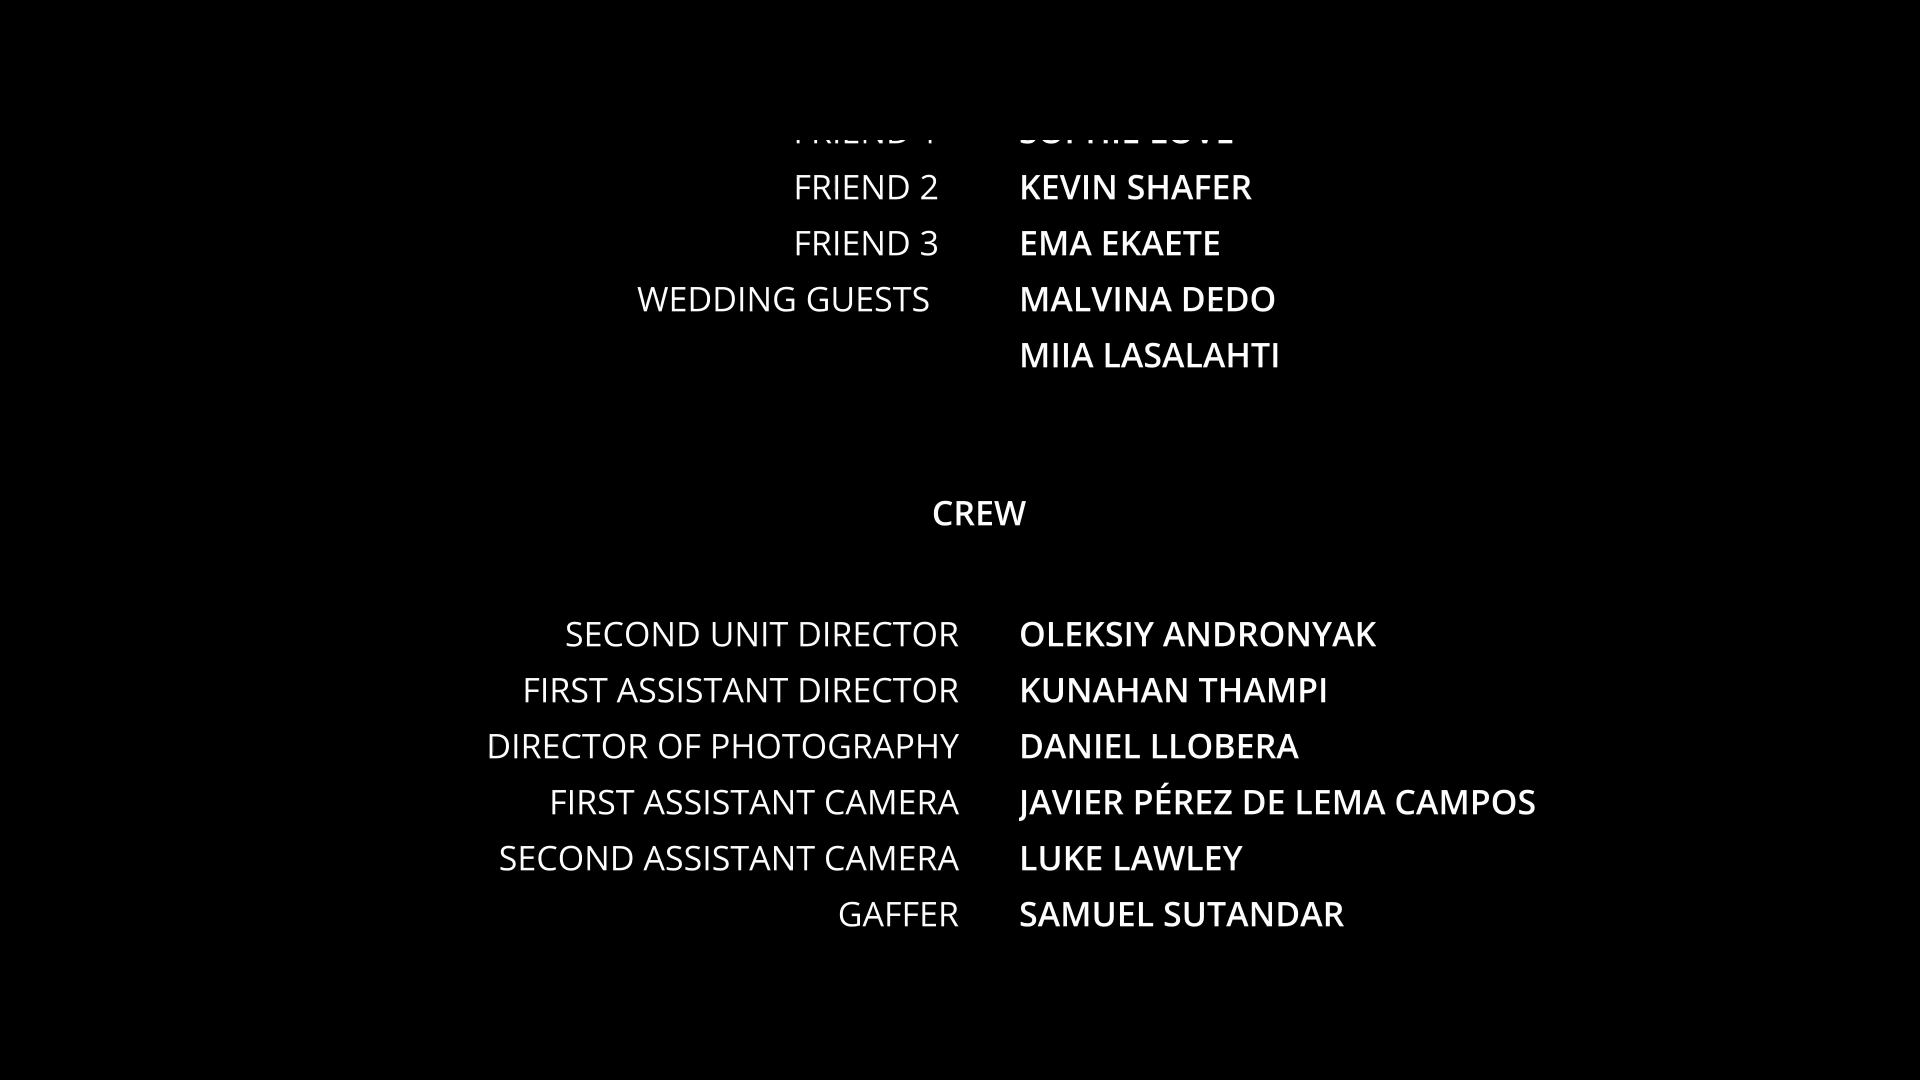 FRIEND 2 KEVIN SHAFER
FRIEND 3 EMA EKAETE
WEDDING GUESTS MALVINA DEDO
MIIA LASALAHTI
CREW
SECOND UNIT DIRECTOR OLEKSIY ANDRONYAK
FIRST ASSISTANT DIRECTOR KUNAHAN THAMPI
DIRECTOR OF PHOTOGRAPHY DANIEL LLOBERA
FIRST ASSISTANT CAMERA JAVIER PÉREZ DE LEMA CAMPOS
SECOND ASSISTANT CAMERA LUKE LAWLEY
GAFFER SAMUEL SUTANDAR